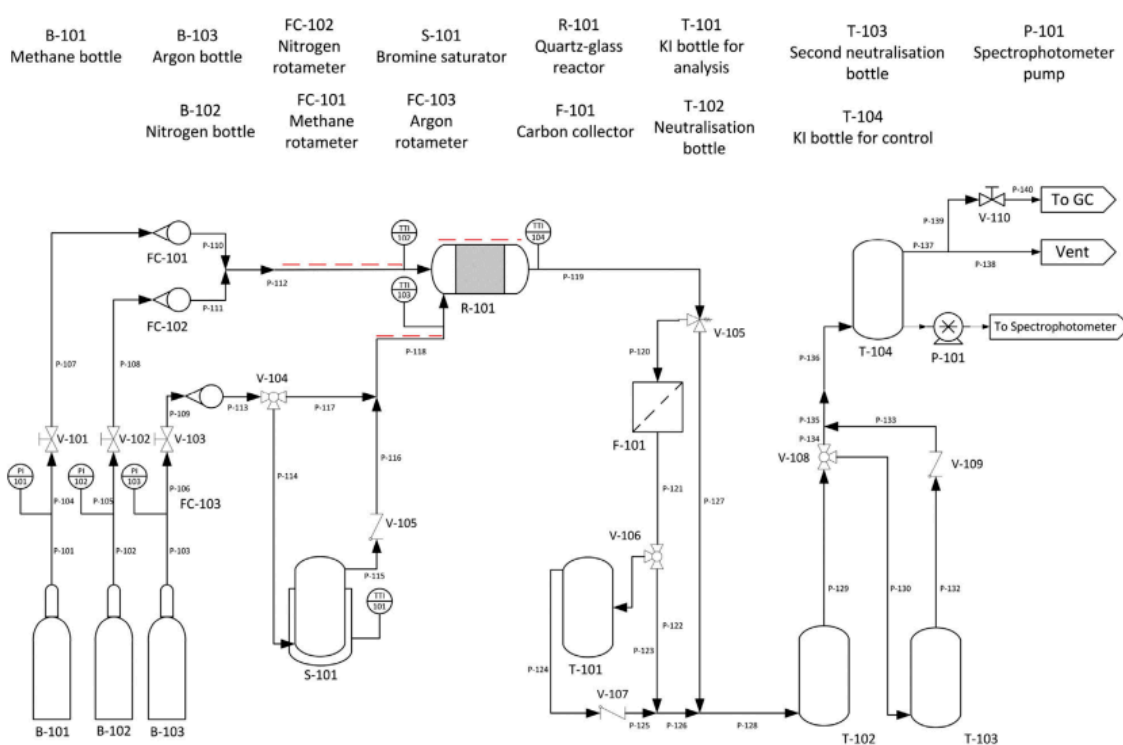 B-101
Methane bottle
B-103
Argon bottle
FC-102
Nitrogen
rotameter
S-101
Bromine saturator
R-101
Quartz-glass
reactor
T-101
KI bottle for
analysis
T-103
Second neutralisation
bottle
P-101
Spectrophotometer
pump
B-102
Nitrogen bottle
FC-101
Methane
rotameter
FC-103
Argon
rotameter
F-101
Carbon collector
T-102
Neutralisation
bottle
T-104
KI bottle for control
P-140
To GC
V-110
P-139
P-137
Vent
P-138
TTI
102
TTI
104
P-110
FC-101
P-112
P-119
R-101
TTI
103
P-111
FC-102
P-118
V-105
P-120
To Spectrophotometer
T-104
P-101
P-136
P-107
P-108
V-104
P-109
P-113
P-117
F-101
P-135
P-133
P-134
V-101
V-102
V-103
V-108
V-109
P-116
P-114
PI
101
PI
102
PI
103
P-104
P-105
P-106
FC-103
P-121
P-127
V-105
V-106
P-101
P-102
P-103
P-115
TTI
101
P-129
P-130
P-132
P-122
P-123
S-101
T-101
P-124
V-107
P-125
P-126
P-128
B-101
B-102
B-103
T-102
T-103